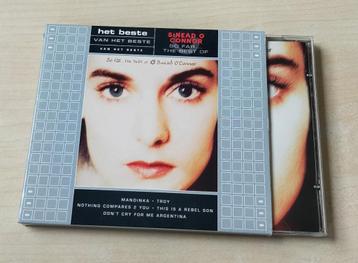 het beste
VAN HET BESTE
VAN HET BESTE
SINEAD O
CONNOR
SO FAR...
THE BEST OF
So far... the best of Sinéad O'Connor
MANDINKA • TROY
NOTHING COMPARES 2 YOU • THIS IS A REBEL SON
DON'T CRY FOR ME ARGENTINA